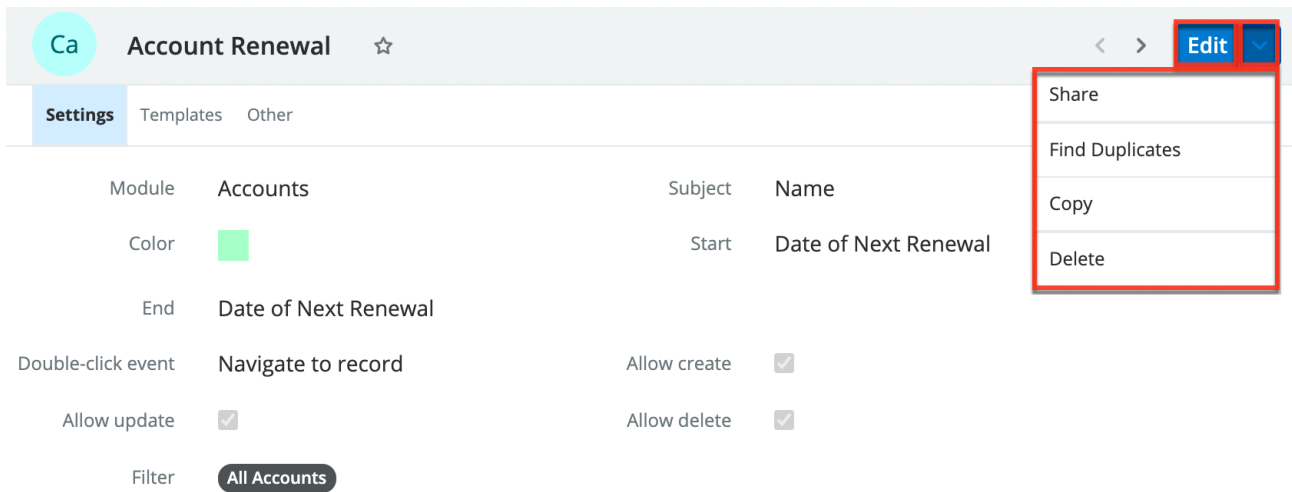 Ca Account Renewal Edit
Share
Settings Templates Other
Find Duplicates
Module Accounts Subject Name
Copy
Color Start Date of Next Renewal
Delete
End Date of Next Renewal
Double-click event Navigate to record Allow create
Allow update Allow delete
Filter All Accounts